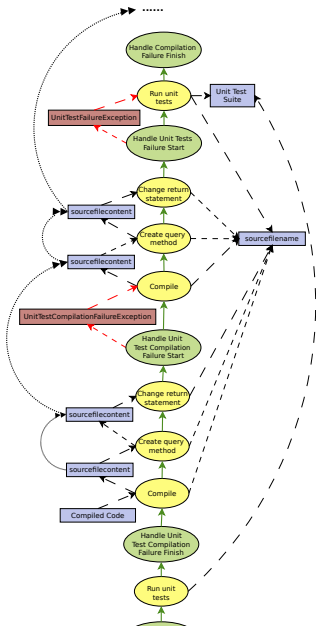 ......
Handle Compilation
Failure Finish
Run unit
tests
Unit Test
Suite
UnitTestFailureException
Handle Unit Tests
Failure Start
Change return
statement
sourcefilecontent
Create query
method
sourcefilename
sourcefilecontent
Compile
UnitTestCompilationFailureException
Handle Unit
Test Compilation
Failure Start
Change return
statement
sourcefilecontent
Create query
method
sourcefilecontent
Compile
Compiled Code
Handle Unit
Test Compilation
Failure Finish
Run unit
tests